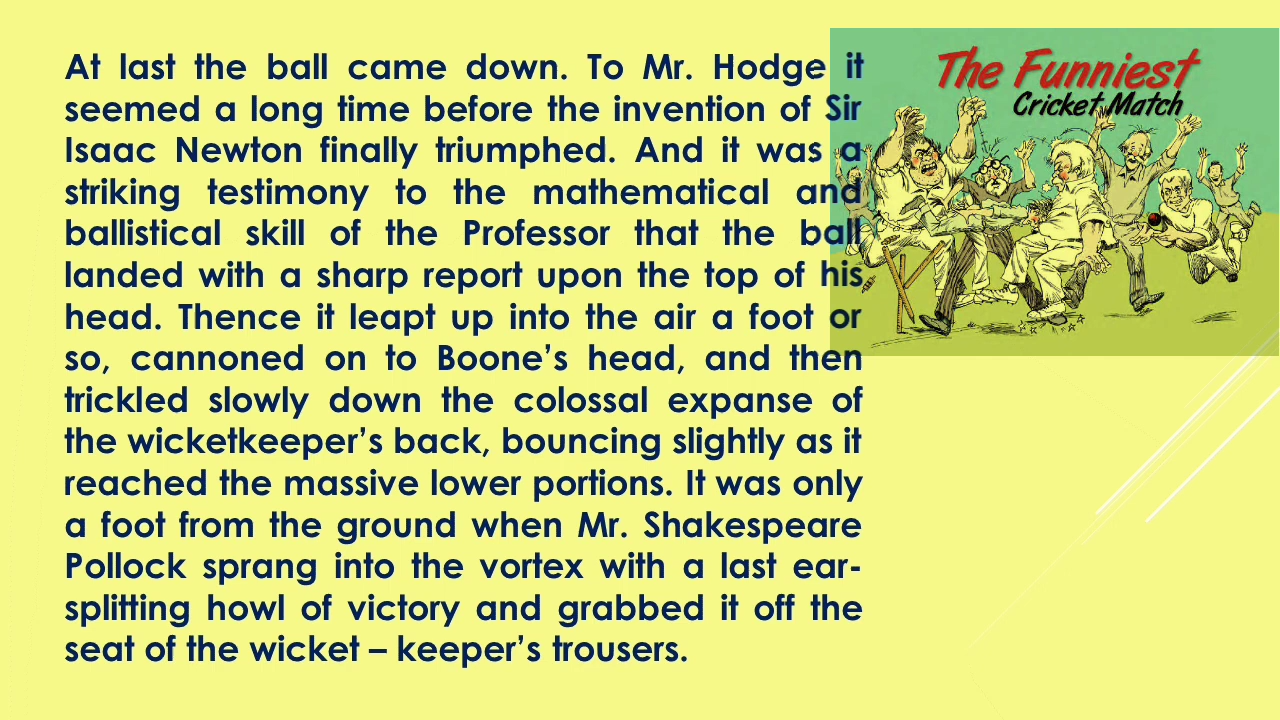 At last the ball came down. To Mr. Hodge it
seemed a long time before the invention of Sir
Isaac Newton finally triumphed. And it was a
striking testimony to the mathematical and
ballistical skill of the Professor that the ball
landed with a sharp report upon the top of his
head. Thence it leapt up into the air a foot or
so, cannoned on to Boone’s head, and then
trickled slowly down the colossal expanse of
the wicketkeeper’s back, bouncing slightly as it
reached the massive lower portions. It was only
a foot from the ground when Mr. Shakespeare
Pollock sprang into the vortex with a last ear-
splitting howl of victory and grabbed it off the
seat of the wicket – keeper’s trousers.
The Funniest
Cricket Match